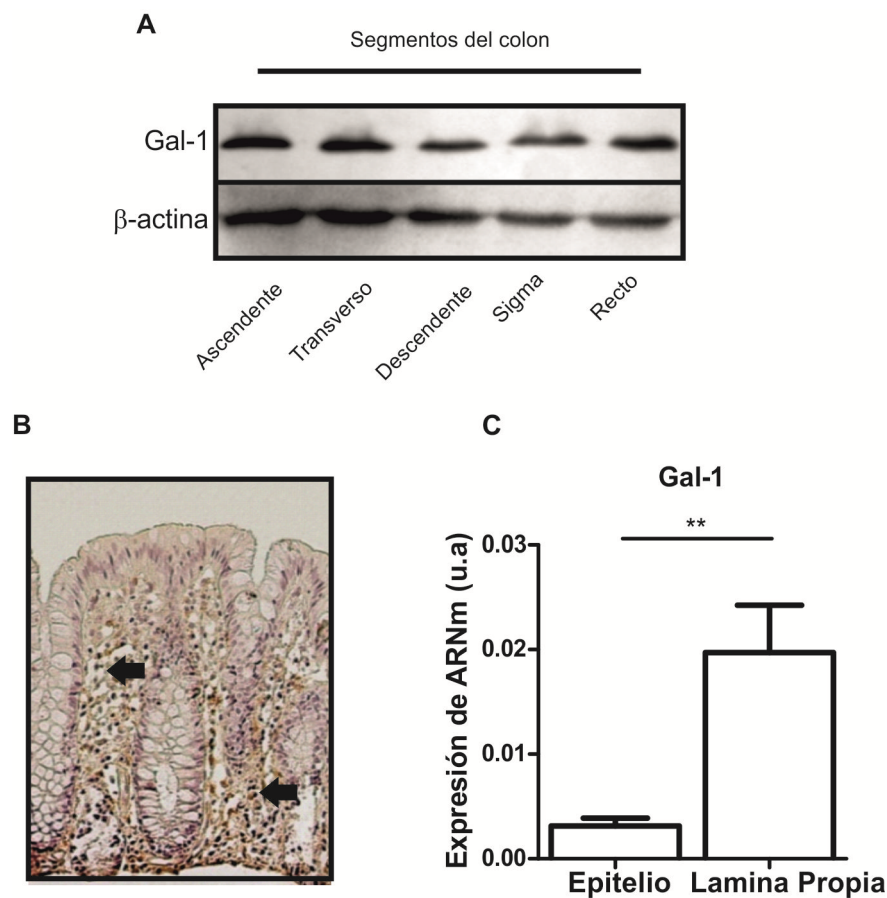 A
Segmentos del colon
Gal-1
β-actina
Ascendente
Transverso
Descendente
Sigma
Recto
B
C
Gal-1
**
Expresión de ARNm (u.a)
0.03
0.02
0.01
0.00
Epitelio
Lamina Propia